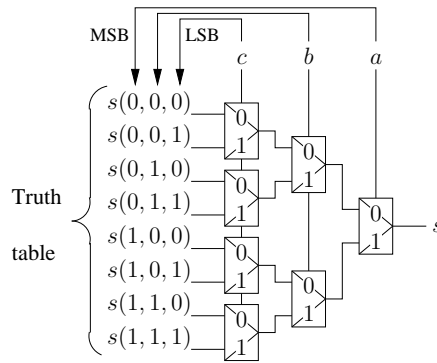 MSB LSB c b a
s(0, 0, 0)
0
s(0, 0, 1)
1
0
s(0, 1, 0)
1
0
s(0, 1, 1)
1
Truth
0
s
table
1
s(1, 0, 0)
0
s(1, 0, 1)
1
0
s(1, 1, 0)
1
0
s(1, 1, 1)
1